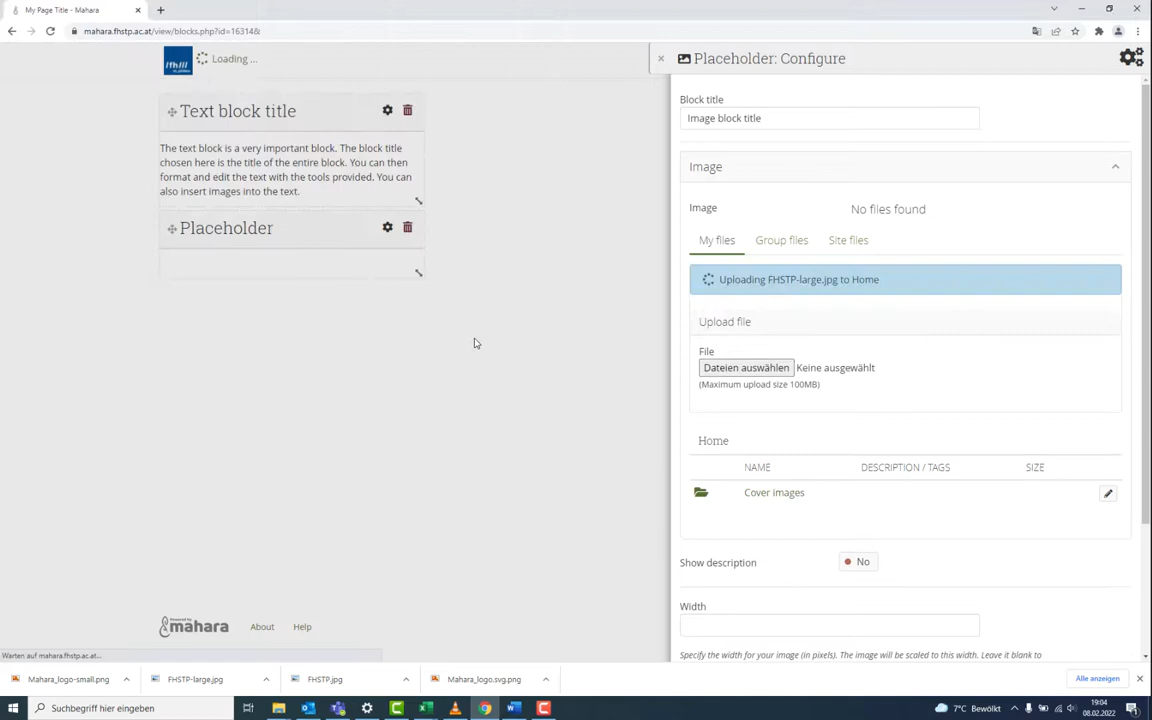 My Page Title - Mahara
mahara.fhstp.ac.at/view/blocks.php?id=16314&
Loading ...
Text block title
The text block is a very important block. The block title
chosen here is the title of the entire block. You can then
format and edit the text with the tools provided. You can
also insert images into the text.
Placeholder
Powered by
mahara
About
Help
Warten auf mahara.fhstp.ac.at...
Placeholder: Configure
Block title
Image block title
Image
Image
No files found
My files
Group files
Site files
Uploading FHSTP-large.jpg to Home
Upload file
File
Dateien auswählen
Keine ausgewählt
(Maximum upload size 100MB)
Home
NAME
DESCRIPTION / TAGS
SIZE
Cover images
Show description
No
Width
Specify the width for your image (in pixels). The image will be scaled to this width. Leave it blank to
Mahara_logo-small.png
FHSTP-large.jpg
FHSTP.jpg
Mahara_logo.svg.png
Alle anzeigen
Suchbegriff hier eingeben
7°C Bewölkt
19:04
08.02.2022